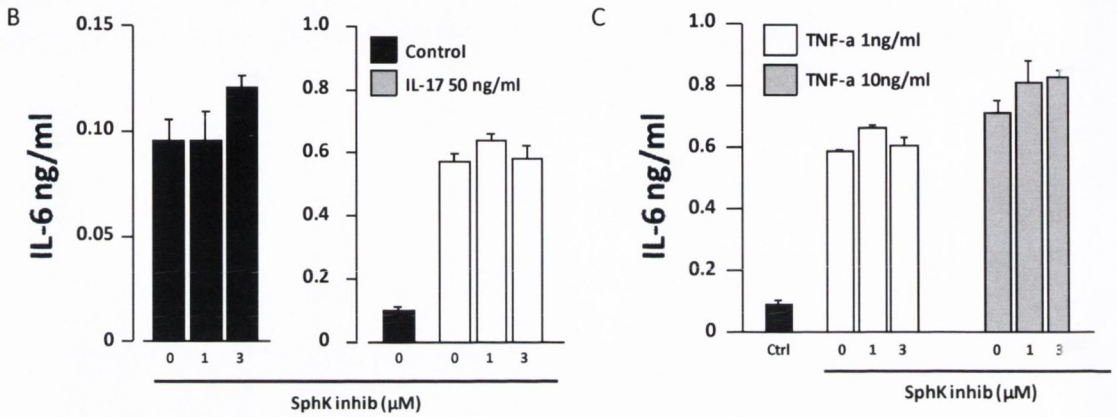 B
0.15
0.10
0.05
0
IL-6 ng/ml
0 1 3
1.0
0.8
0.6
0.4
0.2
0
Control
IL-17 50 ng/ml
0 0 1 3
SphK inhib (μM)
C
1.0
0.8
0.6
0.4
0.2
0
IL-6 ng/ml
TNF-a 1ng/ml
TNF-a 10ng/ml
Ctrl 0 1 3 0 1 3
SphK inhib (μM)